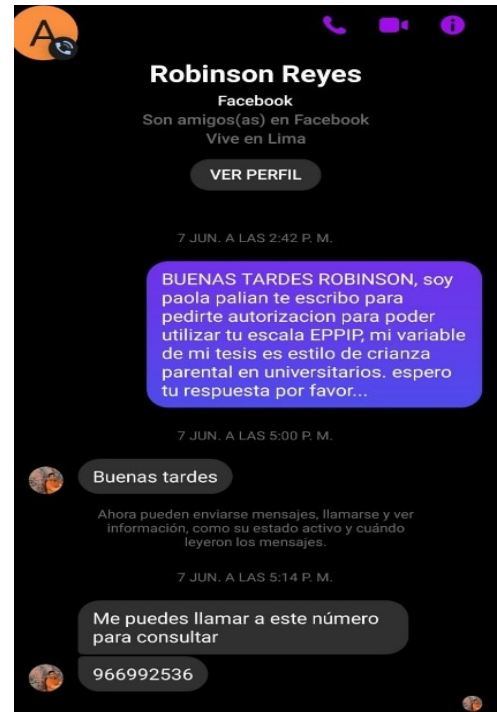 A
Robinson Reyes
Facebook
Son amigos(as) en Facebook
Vive en Lima
VER PERFIL
7 JUN. A LAS 2:42 P. M.
BUENAS TARDES ROBINSON, soy
paola palian te escribo para
pedirte autorizacion para poder
utilizar tu escala EPPIP, mi variable
de mi tesis es estilo de crianza
parental en universitarios. espero
tu respuesta por favor...
7 JUN. A LAS 5:00 P. M.
Buenas tardes
Ahora pueden enviarse mensajes, llamarse y ver
información, como su estado activo y cuándo
leyeron los mensajes.
7 JUN. A LAS 5:14 P. M.
Me puedes llamar a este número
para consultar
966992536